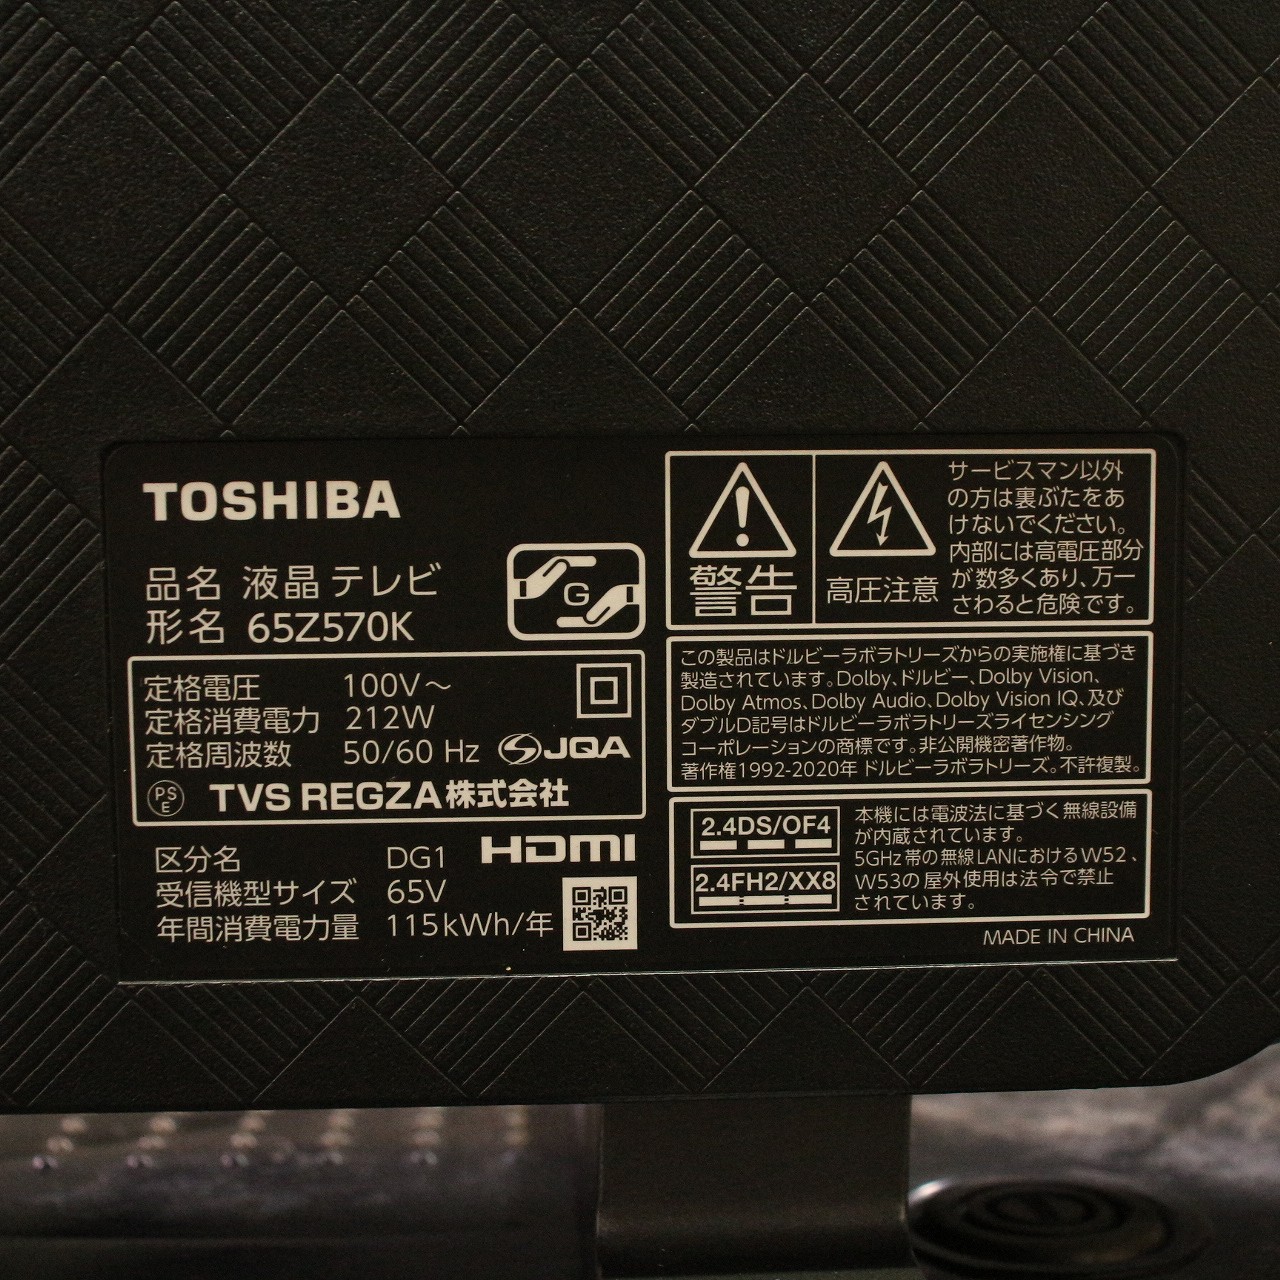 TOSHIBA
品名 液晶テレビ
形名 65Z570K
G
定格電圧 100V～
定格消費電力 212W
定格周波数 50/60 Hz
JQA
PS
E
TVS REGZA株式会社
区分名 DG1
HDMI
受信機型サイズ 65V
年間消費電力量 115kWh/年
警告
高圧注意
サービスマン以外
の方は裏ぶたをあ
けないでください。
内部には高電圧部分
が数多くあり、万一
さわると危険です。
この製品はドルビーラボラトリーズからの実施権に基づき
製造されています。Dolby、ドルビー、Dolby Vision、
Dolby Atmos、Dolby Audio、Dolby Vision IQ、及び
ダブルD記号はドルビーラボラトリーズライセンシング
コーポレーションの商標です。非公開機密著作物。
著作権1992-2020年 ドルビーラボラトリーズ。不許複製。
2.4DS/OF4
2.4FH2/XX8
本機には電波法に基づく無線設備
が内蔵されています。
5GHz帯の無線LANにおけるW52、
W53の屋外使用は法令で禁止
されています。
MADE IN CHINA